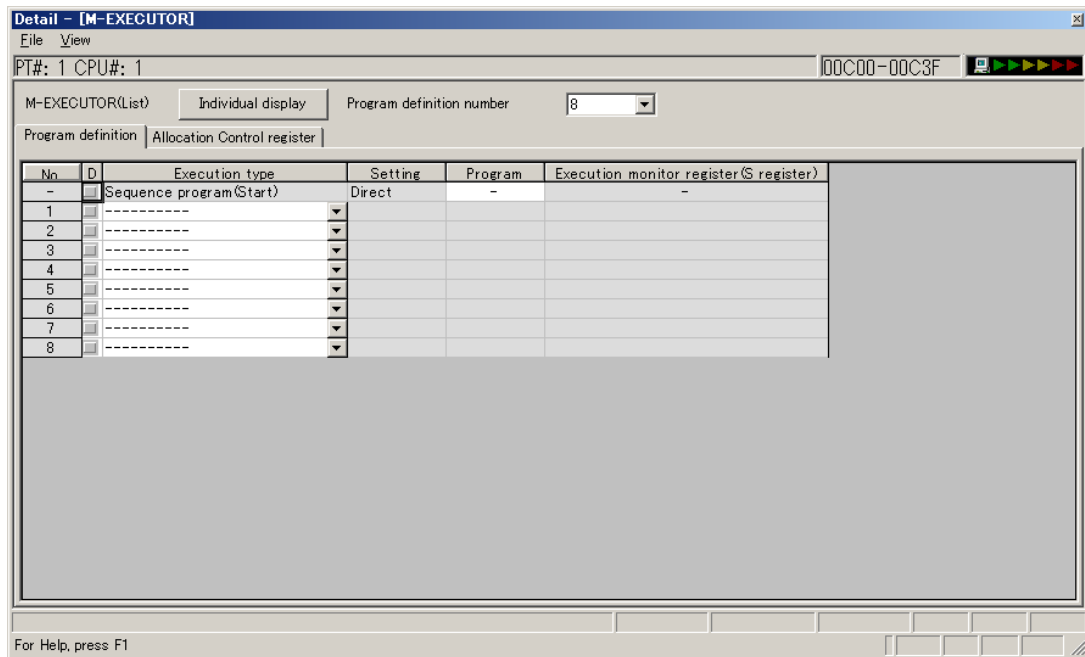 Detail - [M-EXECUTOR]
File View
PT#: 1 CPU#: 1 00C00-00C3F
M-EXECUTOR(List) Individual display Program definition number 8
Program definition Allocation Control register
No D Execution type Setting Program Execution monitor register(S register)
- Sequence program(Start) Direct - -
1 ----------
2 ----------
3 ----------
4 ----------
5 ----------
6 ----------
7 ----------
8 ----------
For Help, press F1